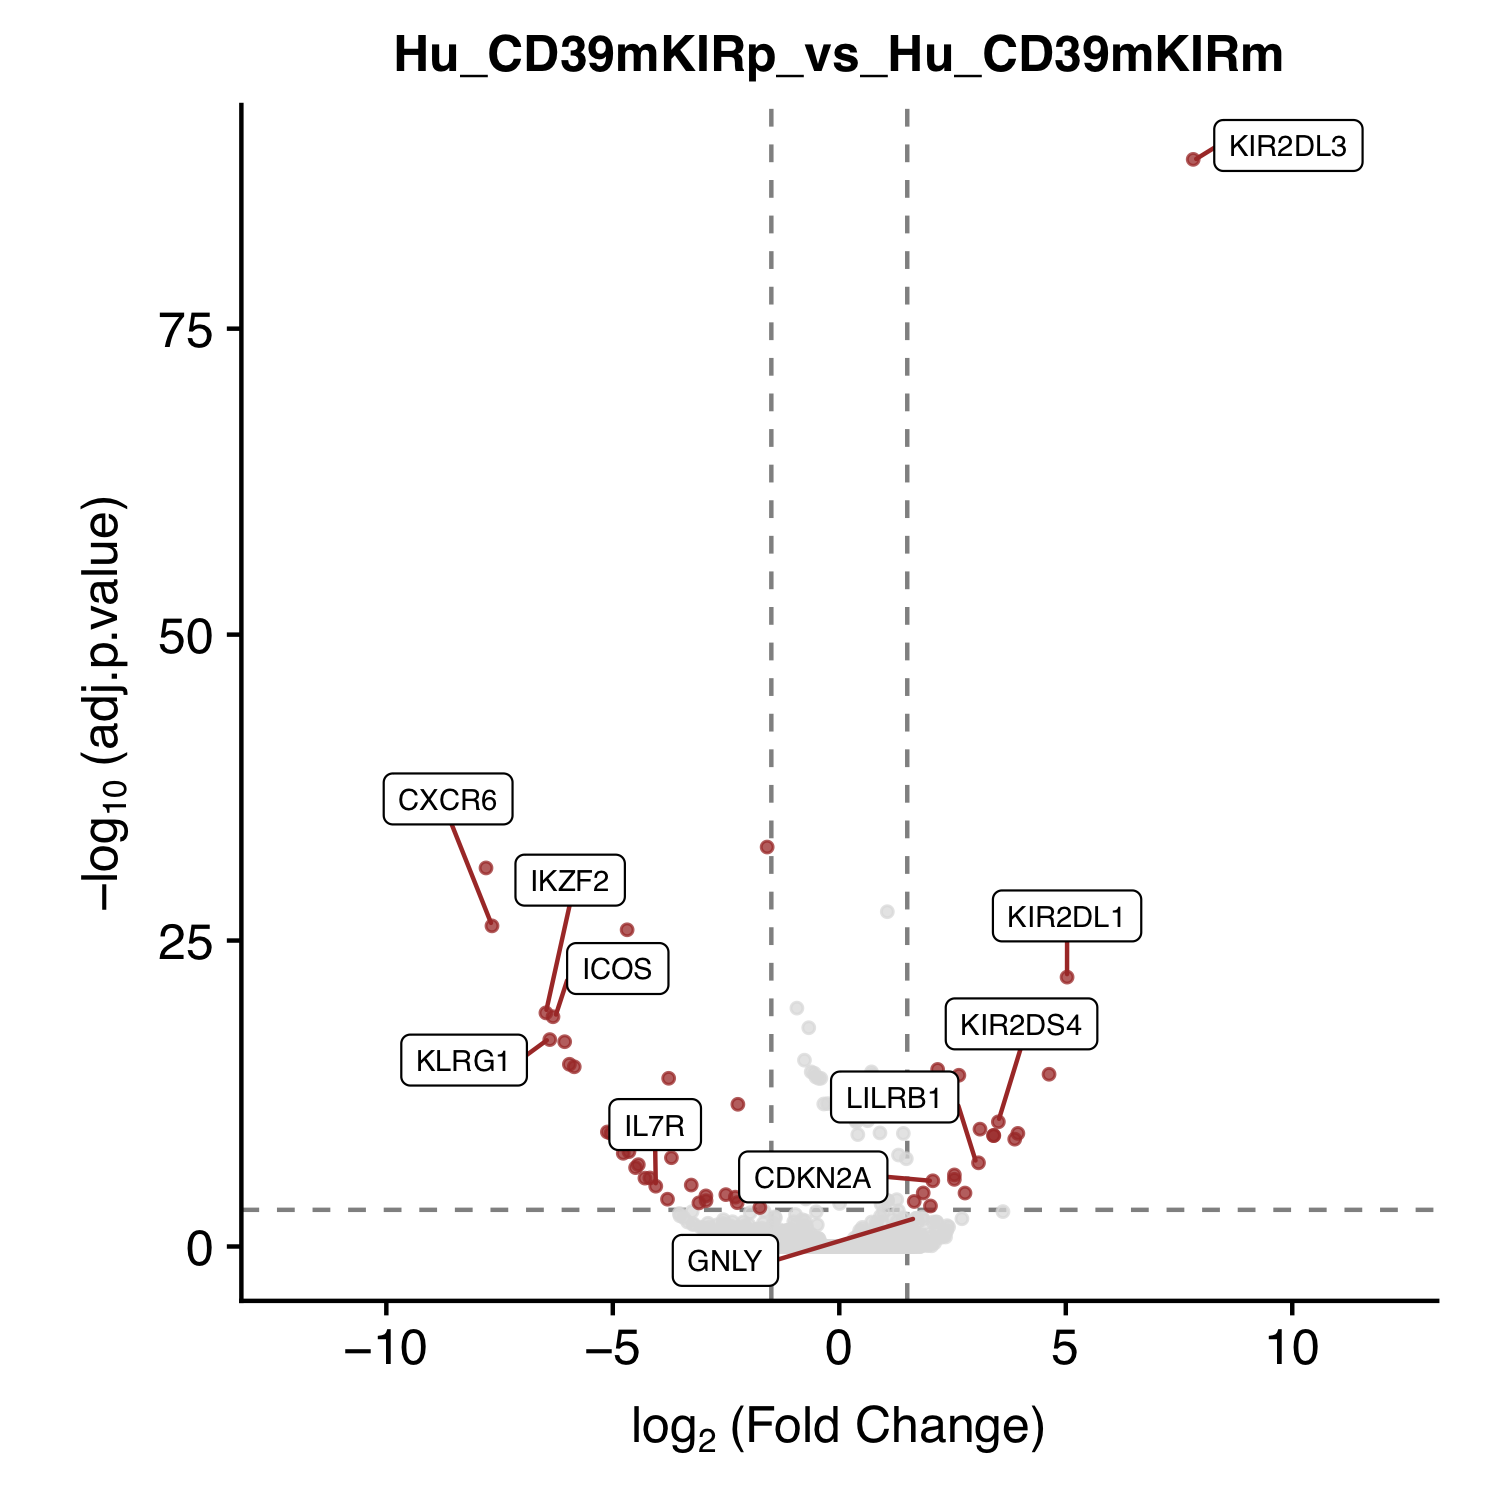 Hu_CD39mKIRp_vs_Hu_CD39mKIRm
KIR2DL3
75
50
CXCR6
IKZF2
KIR2DL1
25
ICOS
KIR2DS4
KLRG1
LILRB1
IL7R
CDKN2A
0
GNLY
−10
−5
0
5
10
−log10 (adj.p.value)
log2 (Fold Change)